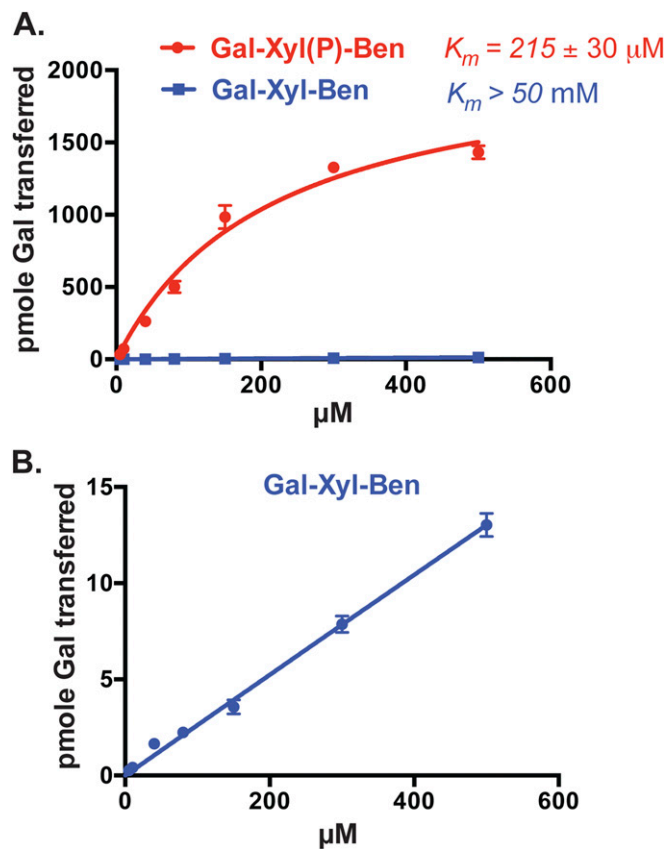 A.
Gal-Xyl(P)-Ben Km = 215 ± 30 μM
Gal-Xyl-Ben Km > 50 mM
2000
1500
1000
500
0
0 200 400 600
pmole Gal transferred
μM
B.
Gal-Xyl-Ben
15
10
5
0
0 200 400 600
pmole Gal transferred
μM